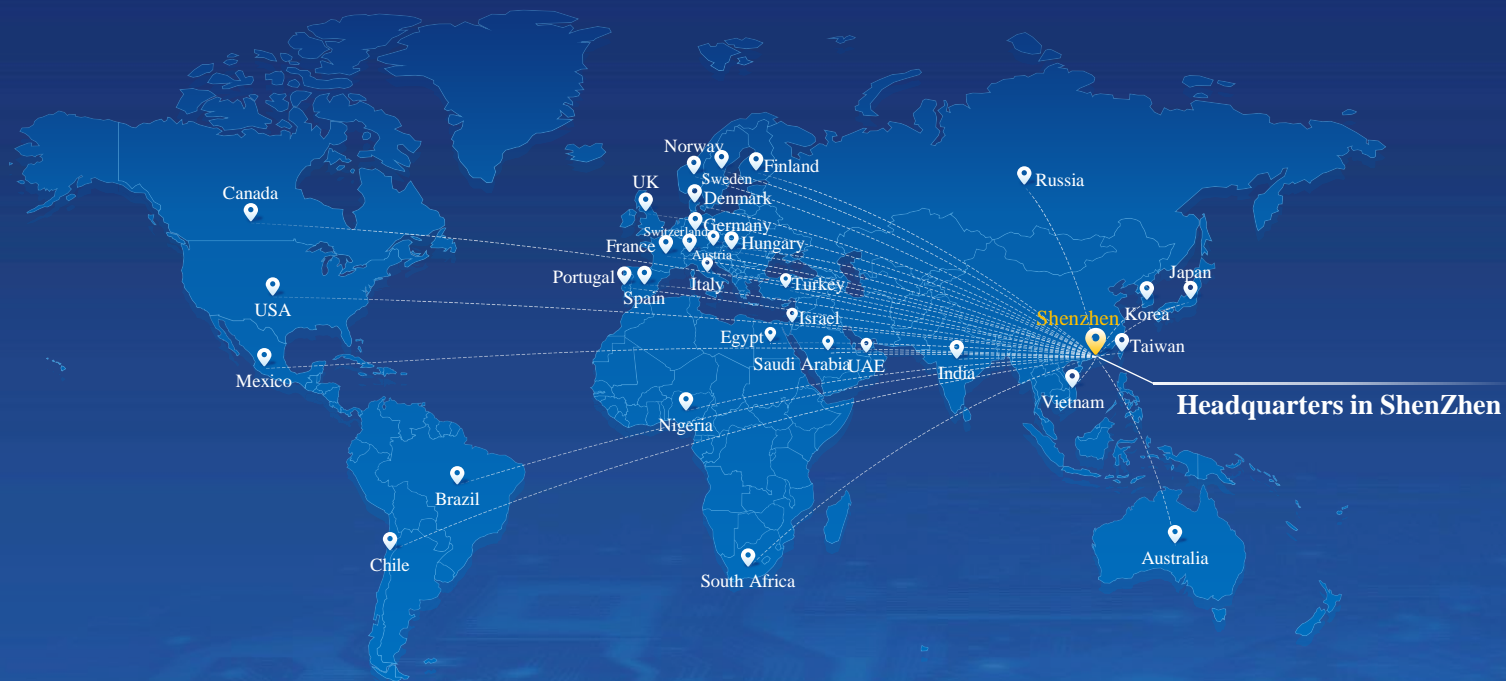 Norway
Finland
Sweden
Russia
UK
Canada
Denmark
Germany
Switzerland
France
Hungary
Austria
Portugal
Spain
Italy
Turkey
Japan
USA
Korea
Israel
Shenzhen
Egypt
Taiwan
Saudi Arabia
UAE
India
Mexico
Vietnam
Headquarters in ShenZhen
Nigeria
Brazil
Chile
Australia
South Africa